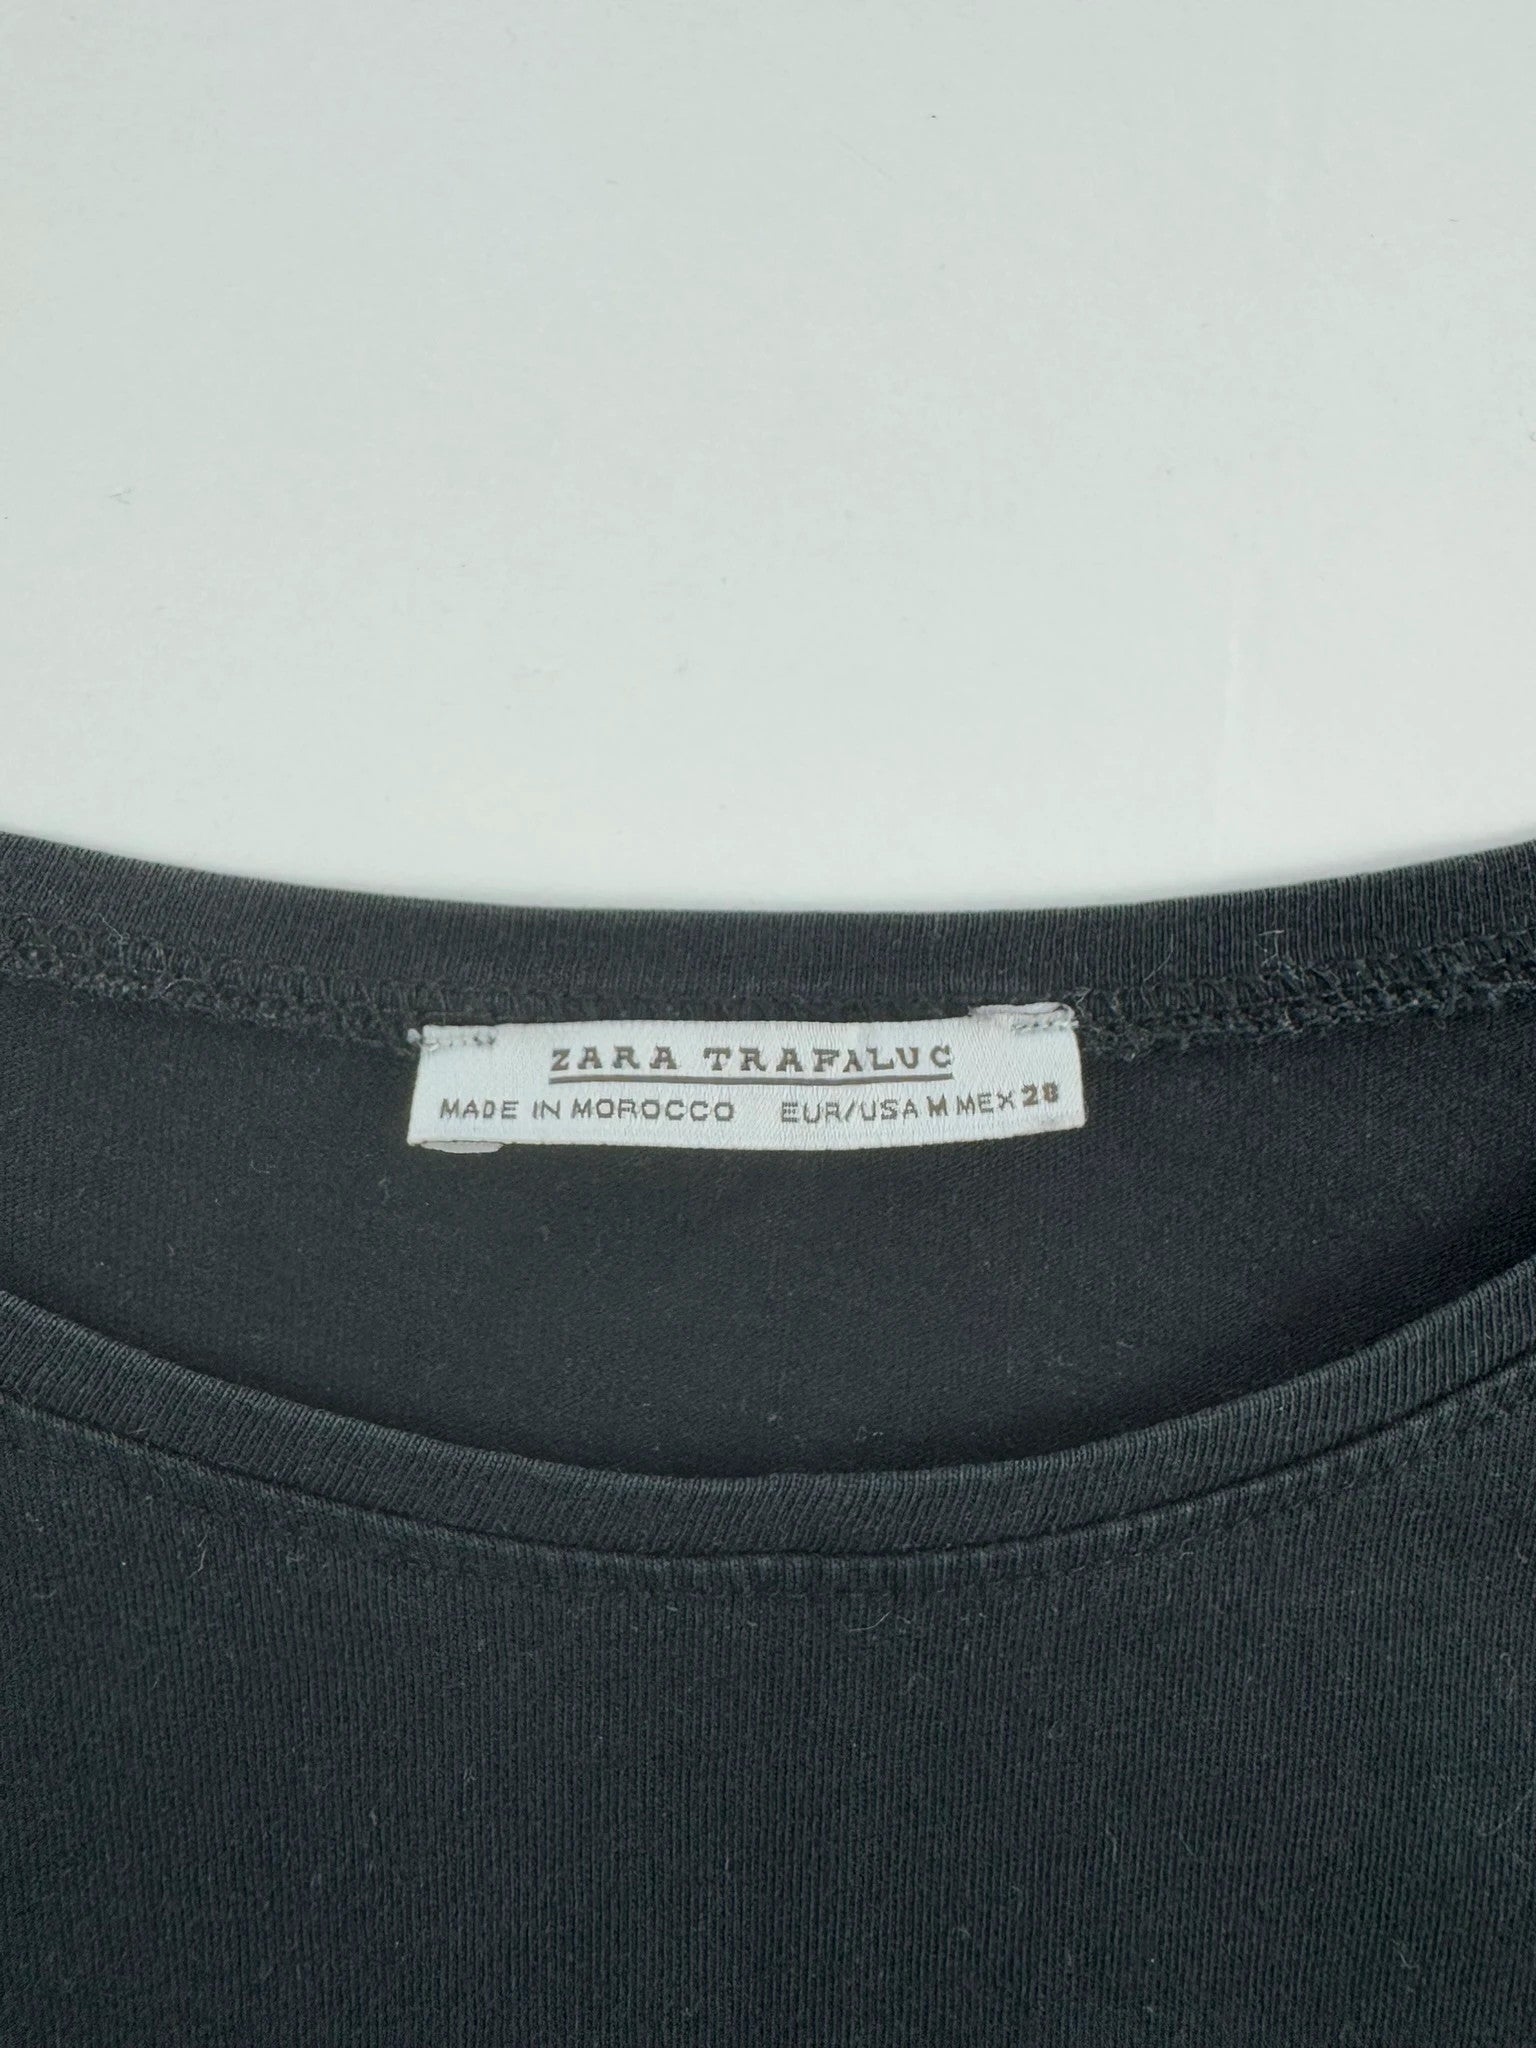 ZARA TRAFALUC
MADE IN MOROCCO EUR/USA M MEX 28